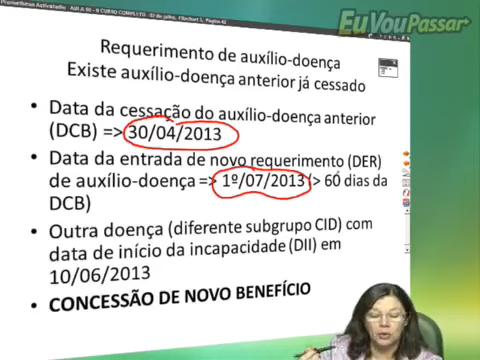 EuVouPassar
Requerimento de auxílio-doença
Existe auxílio-doença anterior já cessado
• Data da cessação do auxílio-doença anterior
(DCB) => 30/04/2013
• Data da entrada de novo requerimento (DER)
de auxílio-doença => 1º/07/2013 (> 60 dias da
DCB)
• Outra doença (diferente subgrupo CID) com
data de início da incapacidade (DII) em
10/06/2013
• CONCESSÃO DE NOVO BENEFÍCIO